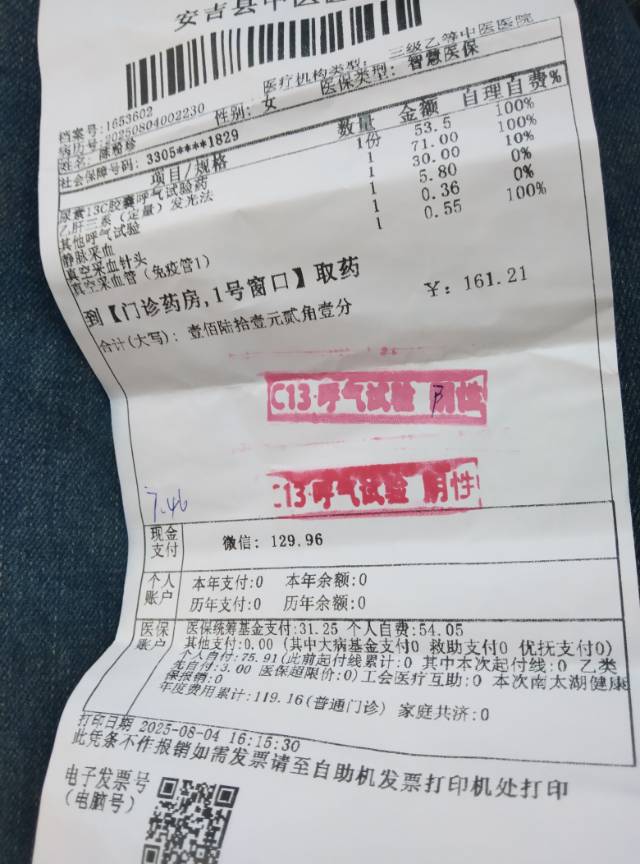 安吉县中医医
医疗机构类型: 三级乙等中医医院
档案号: 1653602
病历号: 20250804002230 性别: 女 医保类型: 智慧医保
姓名: 陈
社会保障号码: 3305****1829
项目/规格 数量 金额 自理自费%
尿素13C胶囊呼气试验药 1份 53.5 100%
乙肝三系（定量）发光法 1 71.00 10%
其他呼气试验 1 30.00 0%
静脉采血 1 5.80 0%
真空采血针头 1 0.36 100%
真空采血管（免疫管1） 1 0.55
到【门诊药房,1号窗口】取药
合计(大写): 壹佰陆拾壹元贰角壹分 ¥: 161.21
C13·呼气试验 阴性
C13·呼气试验 阴性
7.46
现金支付 微信: 129.96
个人账户 本年支付:0 本年余额:0
历年支付:0 历年余额:0
医保账户 医保统筹基金支付:31.25 个人自费:54.05
其他支付:0.00 (其中大病基金支付0 救助支付0 优抚支付0)
个人自付:75.91(此前起付线累计:0 其中本次起付线:0 乙类
先自付:3.00 医保超限价:0)工会医疗互助:0 本次南太湖健康
保报销:0
年度费用累计:119.16(普通门诊) 家庭共济:0
打印日期 2025-08-04 16:15:30
此凭条不作报销如需发票请至自助机发票打印机处打印
电子发票号
(电脑号)